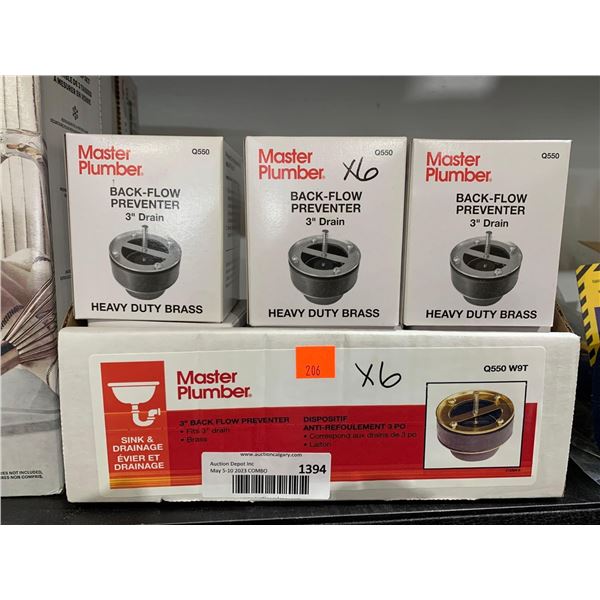 Master
Plumber®
Q550
BACK-FLOW
PREVENTER
3" Drain
HEAVY DUTY BRASS
Master
Plumber®
Q550
X6
BACK-FLOW
PREVENTER
3" Drain
HEAVY DUTY BRASS
Master
Plumber®
Q550
BACK-FLOW
PREVENTER
3" Drain
HEAVY DUTY BRASS
SINK &
DRAINAGE
ÉVIER ET
DRAINAGE
Master
Plumber®
206
X6
Q550 W9T
3" BACK FLOW PREVENTER
• Fits 3" drain
• Brass
DISPOSITIF
ANTI-REFOULEMENT 3 PO
• Correspond aux drains de 3 po
• Laiton
www.auctioncalgary.com
Auction Depot Inc
May 5-10 2023 COMBO
1394